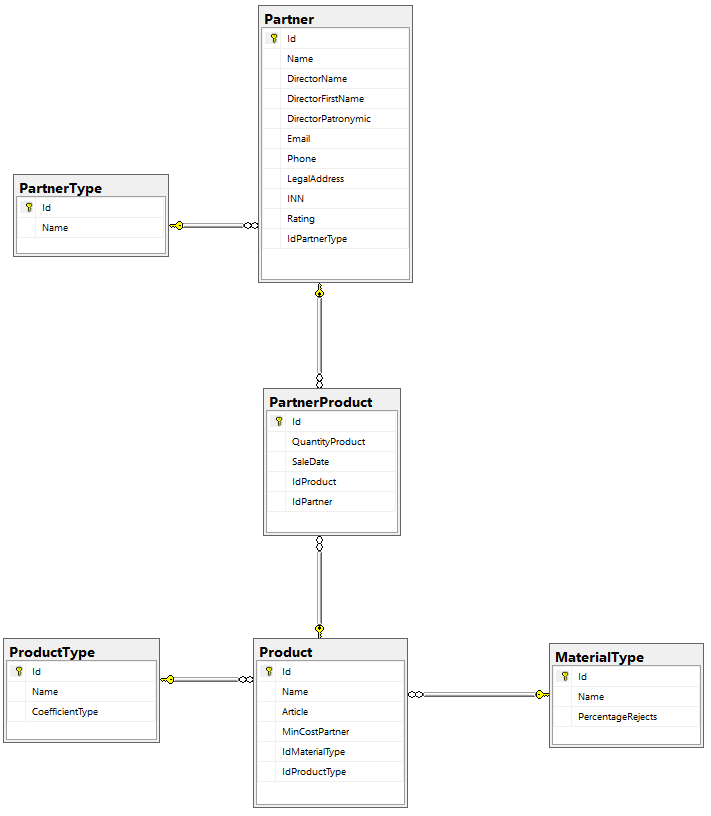 Partner
Id
Name
DirectorName
DirectorFirstName
DirectorPatronymic
Email
Phone
LegalAddress
INN
Rating
IdPartnerType
PartnerType
Id
Name
PartnerProduct
Id
QuantityProduct
SaleDate
IdProduct
IdPartner
ProductType
Id
Name
CoefficientType
Product
Id
Name
Article
MinCostPartner
IdMaterialType
IdProductType
MaterialType
Id
Name
PercentageRejects